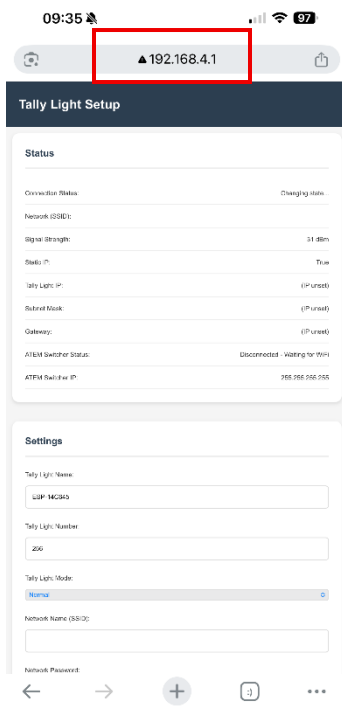 09:35
97
192.168.4.1
Tally Light Setup
Status
Connection Status: Changing state...
Network (SSID):
Signal Strength: 31 dBm
Static IP: True
Tally Light IP: (IP unset)
Subnet Mask: (IP unset)
Gateway: (IP unset)
ATEM Switcher Status: Disconnected - Waiting for WiFi
ATEM Switcher IP: 255.255.255.255
Settings
Tally Light Name:
Tally Light Number:
256
Tally Light Mode:
Normal
Network Name (SSID):
Network Password:
:)